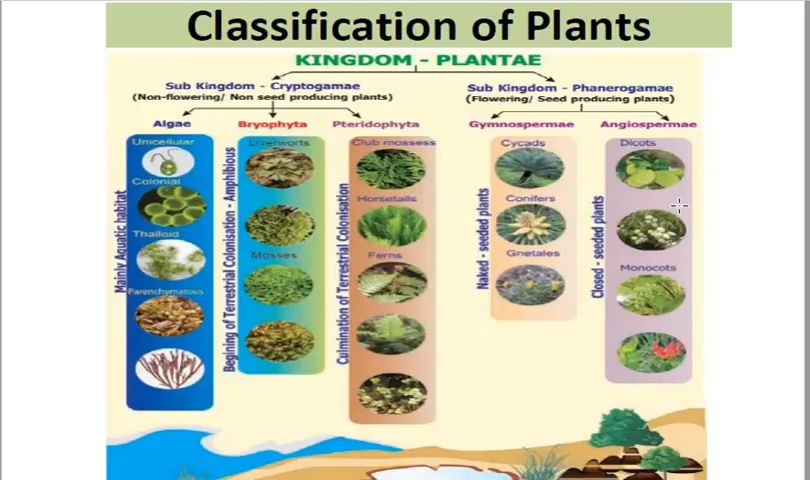 Classification of Plants
KINGDOM - PLANTAE
Sub Kingdom - Cryptogamae
(Non-flowering/ Non seed producing plants)
Sub Kingdom - Phanerogamae
(Flowering/ Seed producing plants)
Algae
Bryophyta
Pteridophyta
Gymnospermae
Angiospermae
Mainly Aquatic habitat
Unicellular
Colonial
Thalloid
Parenchymatous
Begining of Terrestrial Colonisation - Amphibious
Liverworts
Mosses
Culmination of Terrestrial Colonisation
Club mossess
Horsetails
Ferns
Naked - seeded plants
Cycads
Conifers
Gnetales
Closed - seeded plants
Dicots
Monocots